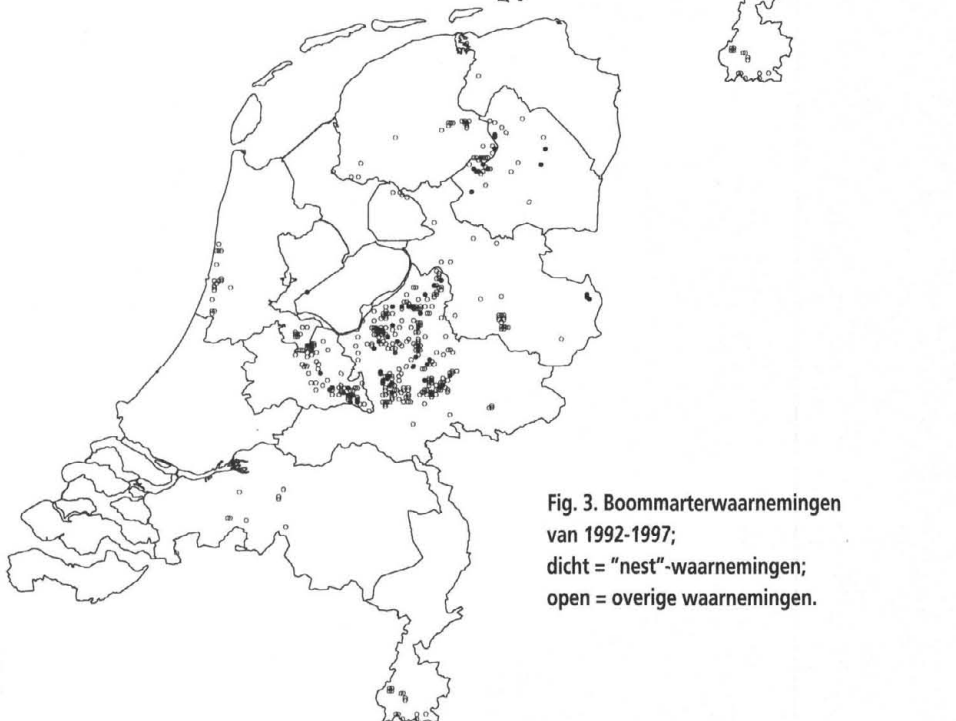 Fig. 3. Boommarterwaarnemingen
van 1992-1997;
dicht = "nest"-waarnemingen;
open = overige waarnemingen.